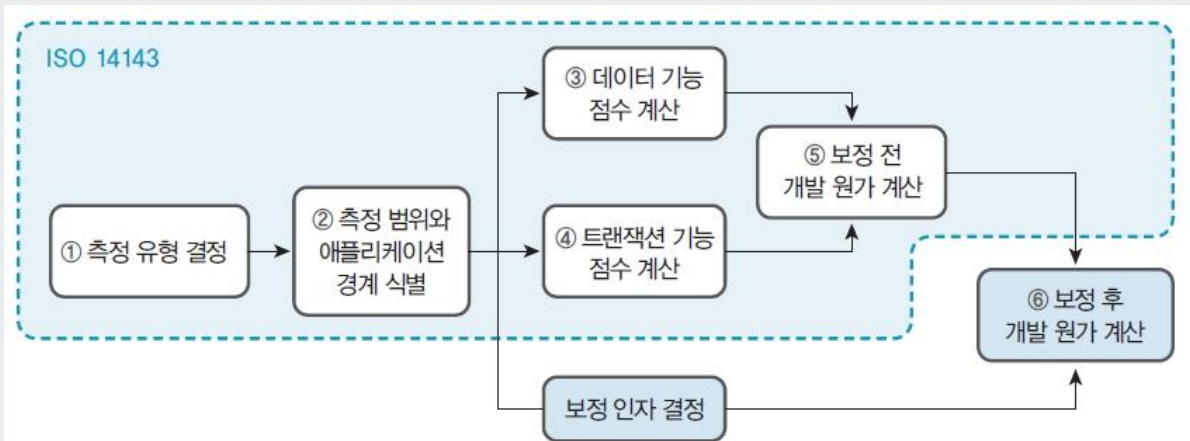 ISO 14143
① 측정 유형 결정
② 측정 범위와
애플리케이션
경계 식별
③ 데이터 기능
점수 계산
④ 트랜잭션 기능
점수 계산
⑤ 보정 전
개발 원가 계산
⑥ 보정 후
개발 원가 계산
보정 인자 결정